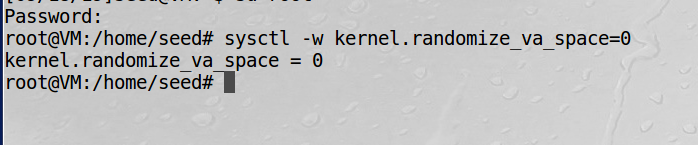 Password:
root@VM:/home/seed# sysctl -w kernel.randomize_va_space=0
kernel.randomize_va_space = 0
root@VM:/home/seed#